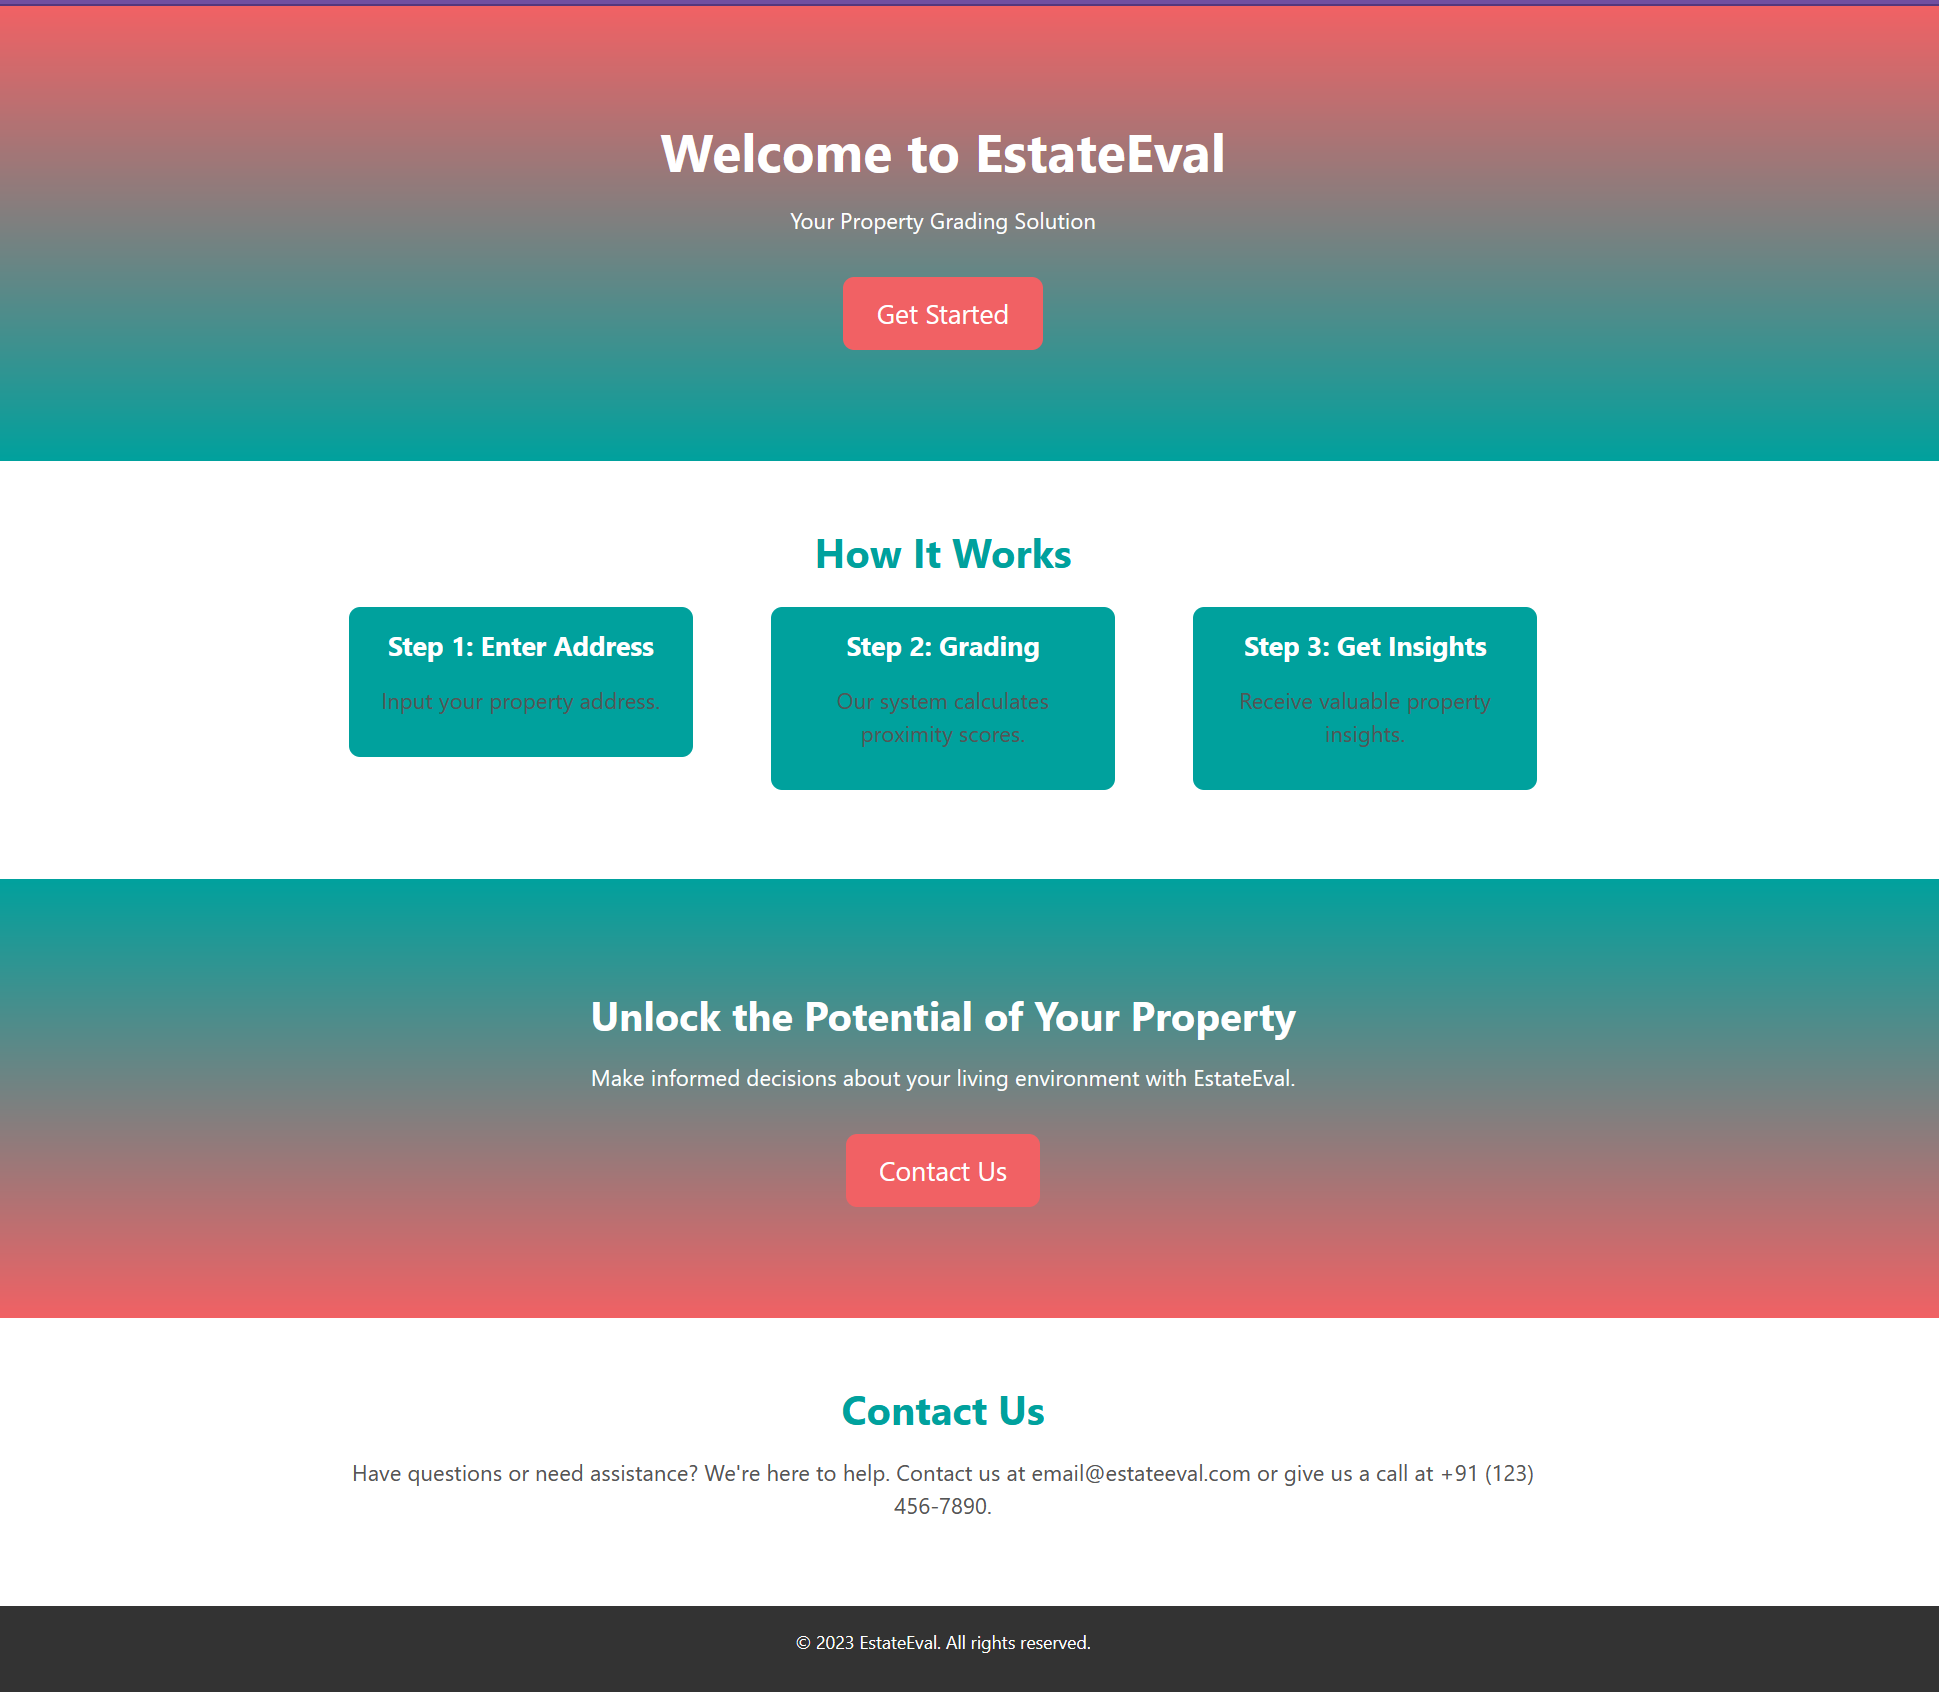 Welcome to EstateEval
Your Property Grading Solution
Get Started
How It Works
Step 1: Enter Address
Input your property address.
Step 2: Grading
Our system calculates
proximity scores.
Step 3: Get Insights
Receive valuable property
insights.
Unlock the Potential of Your Property
Make informed decisions about your living environment with EstateEval.
Contact Us
Contact Us
Have questions or need assistance? We're here to help. Contact us at email@estateeval.com or give us a call at +91 (123)
456-7890.
© 2023 EstateEval. All rights reserved.